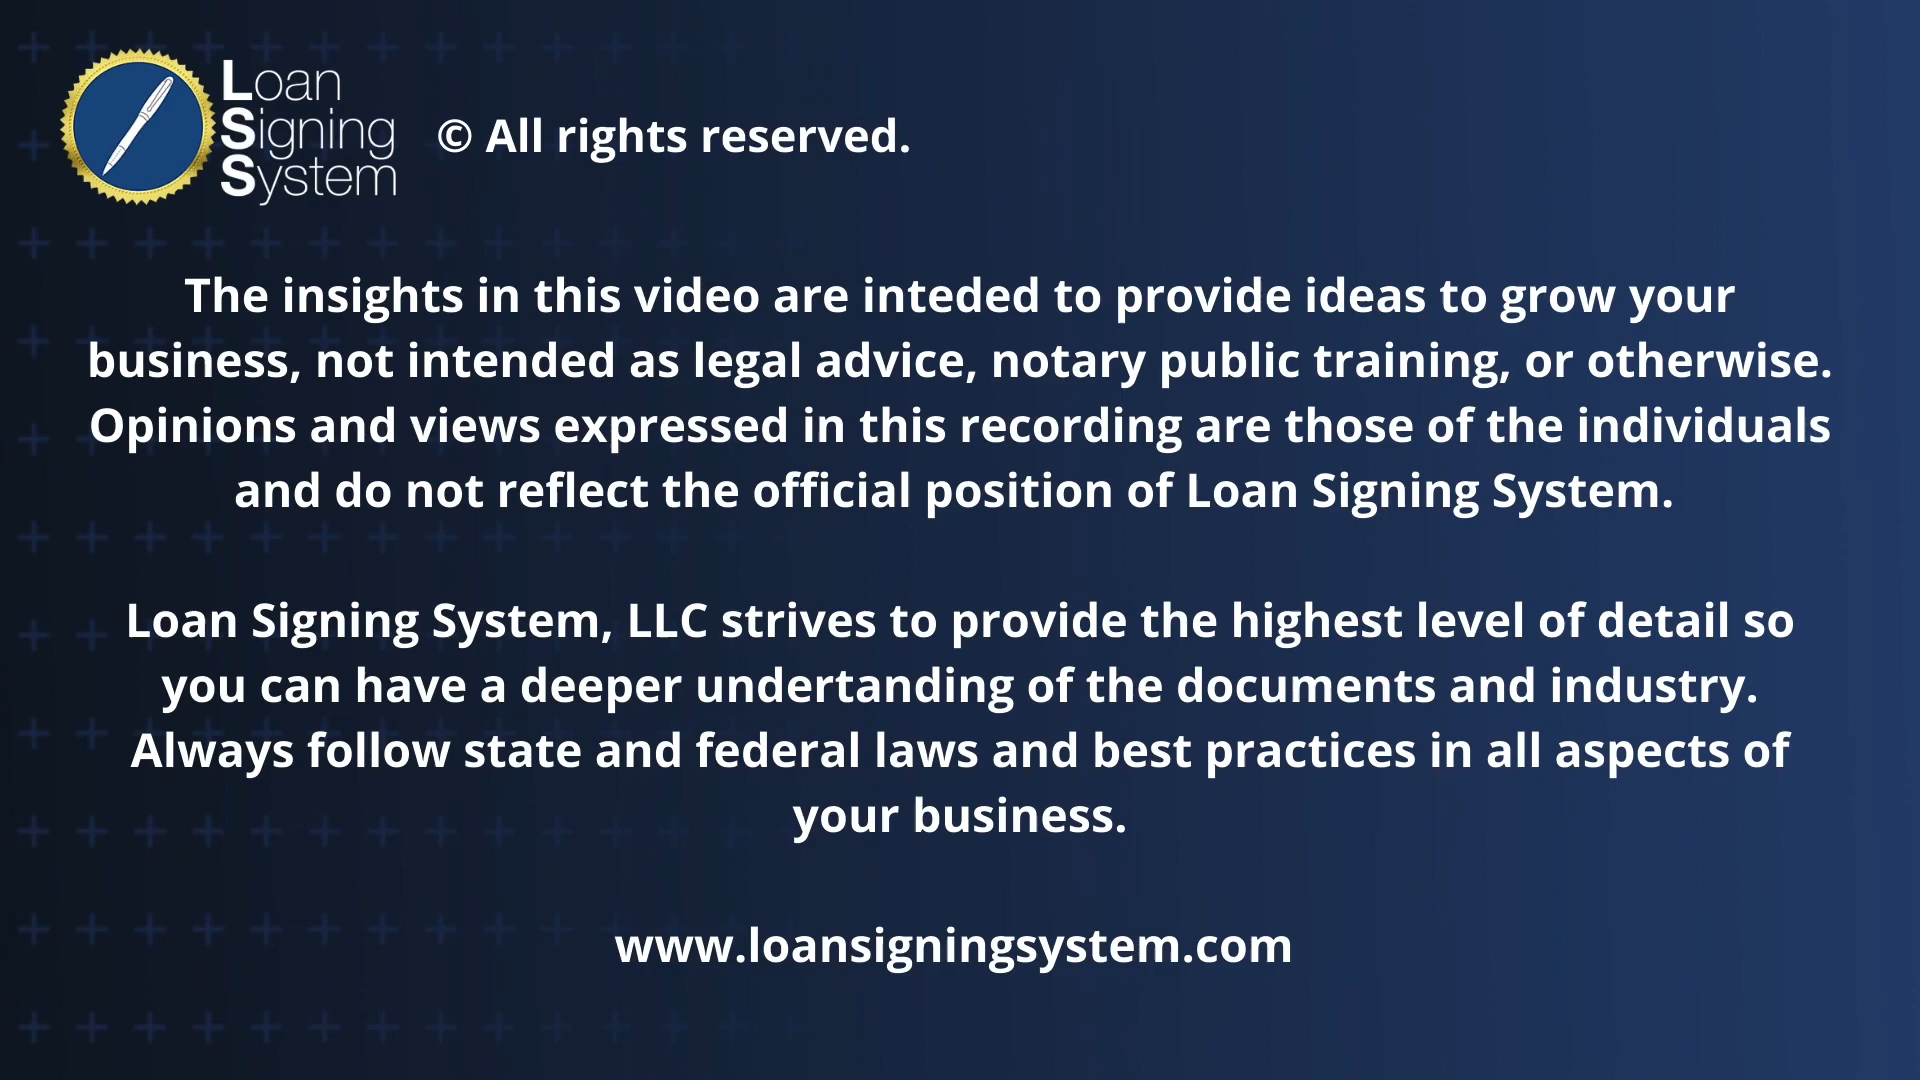 Loan
Signing
System
© All rights reserved.
The insights in this video are inteded to provide ideas to grow your
business, not intended as legal advice, notary public training, or otherwise.
Opinions and views expressed in this recording are those of the individuals
and do not reflect the official position of Loan Signing System.
Loan Signing System, LLC strives to provide the highest level of detail so
you can have a deeper undertanding of the documents and industry.
Always follow state and federal laws and best practices in all aspects of
your business.
www.loansigningsystem.com